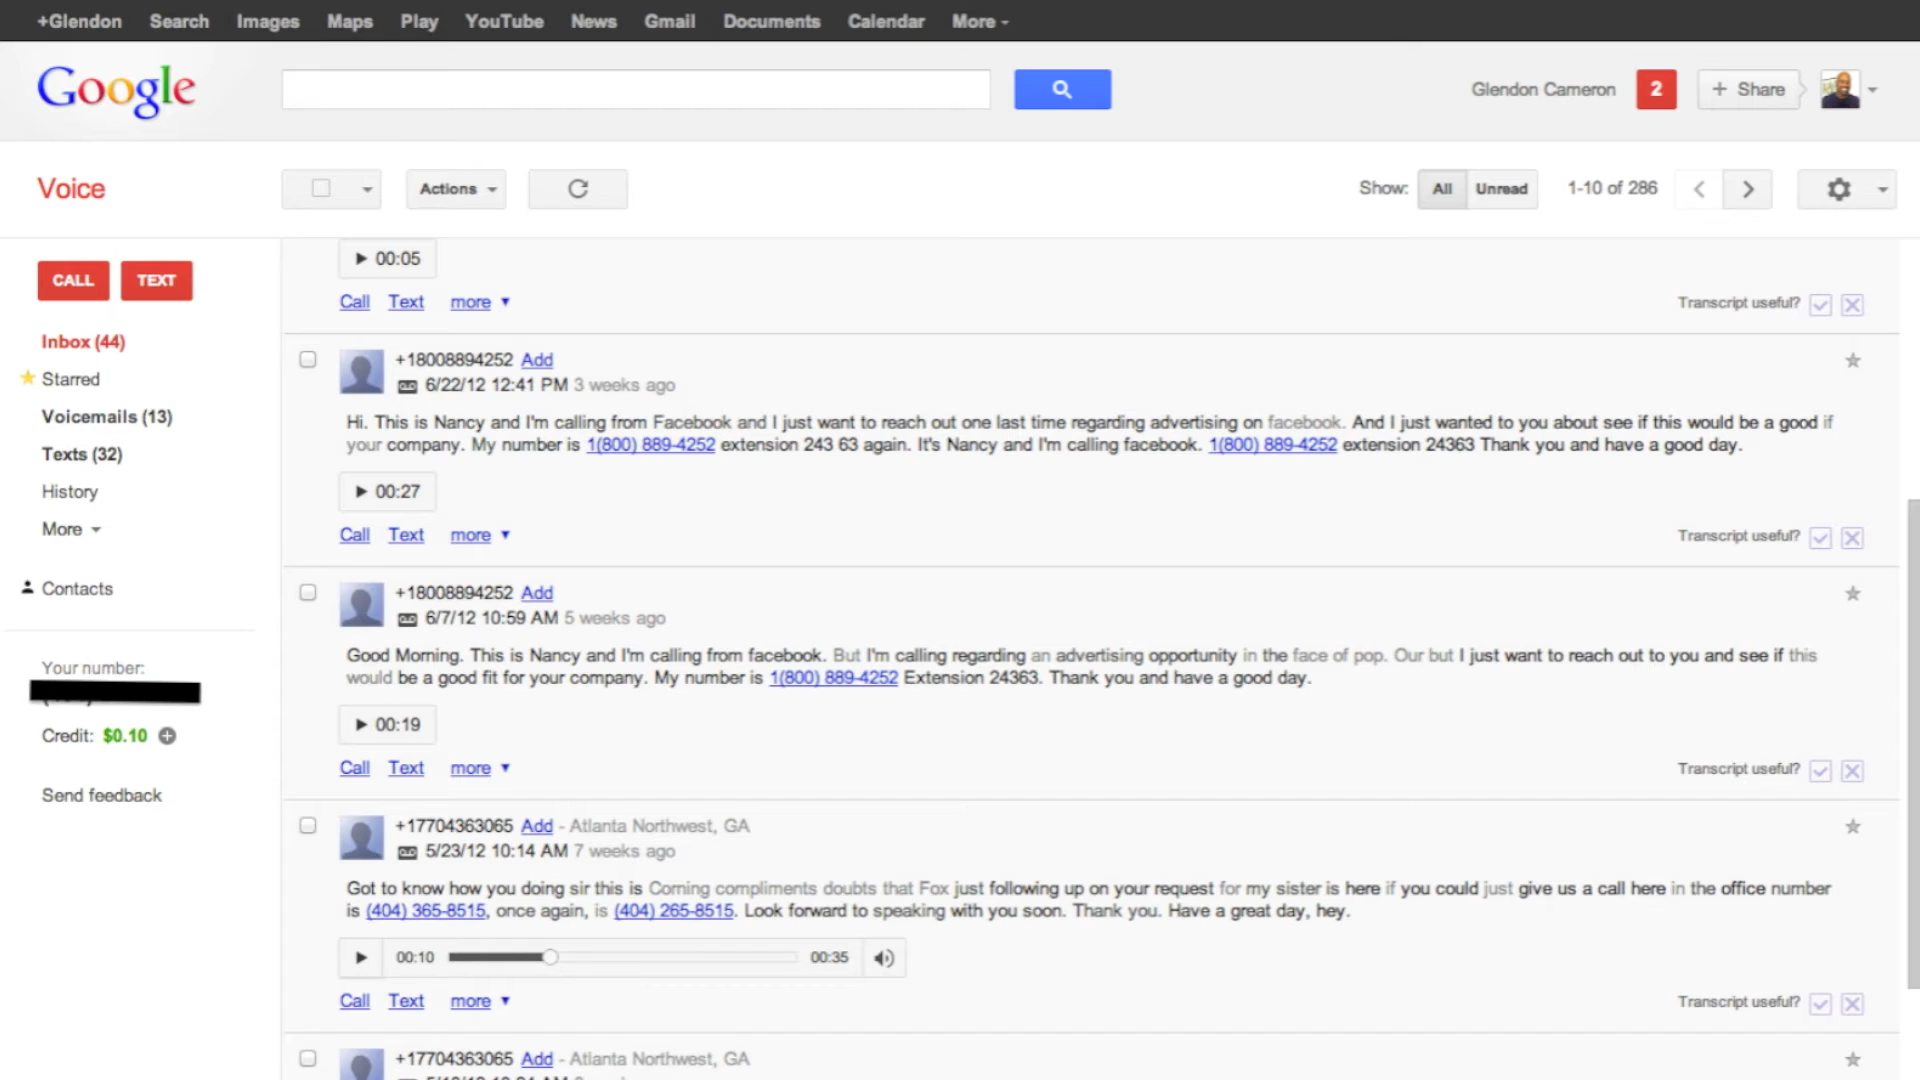 +Glendon Search Images Maps Play YouTube News Gmail Documents Calendar More
Google
Glendon Cameron 2 + Share
Voice
Actions
Show: All Unread 1-10 of 286
CALL TEXT
Inbox (44)
Starred
Voicemails (13)
Texts (32)
History
More
Contacts
Your number:
Credit: $0.10
Send feedback
00:05
Call Text more
Transcript useful?
+18008894252 Add
6/22/12 12:41 PM 3 weeks ago
Hi. This is Nancy and I'm calling from Facebook and I just want to reach out one last time regarding advertising on facebook. And I just wanted to you about see if this would be a good if
your company. My number is 1(800) 889-4252 extension 243 63 again. It's Nancy and I'm calling facebook. 1(800) 889-4252 extension 24363 Thank you and have a good day.
00:27
Call Text more
Transcript useful?
+18008894252 Add
6/7/12 10:59 AM 5 weeks ago
Good Morning. This is Nancy and I'm calling from facebook. But I'm calling regarding an advertising opportunity in the face of pop. Our but I just want to reach out to you and see if this
would be a good fit for your company. My number is 1(800) 889-4252 Extension 24363. Thank you and have a good day.
00:19
Call Text more
Transcript useful?
+17704363065 Add - Atlanta Northwest, GA
5/23/12 10:14 AM 7 weeks ago
Got to know how you doing sir this is Corning compliments doubts that Fox just following up on your request for my sister is here if you could just give us a call here in the office number
is (404) 365-8515, once again, is (404) 265-8515. Look forward to speaking with you soon. Thank you. Have a great day, hey.
00:10 00:35
Call Text more
Transcript useful?
+17704363065 Add - Atlanta Northwest, GA